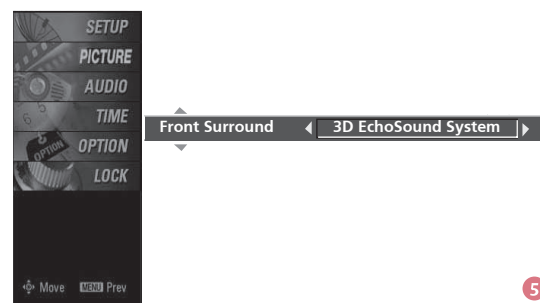 SETUP
PICTURE
AUDIO
TIME
OPTION
LOCK
Front Surround 3D EchoSound System
Move MENU Prev
5